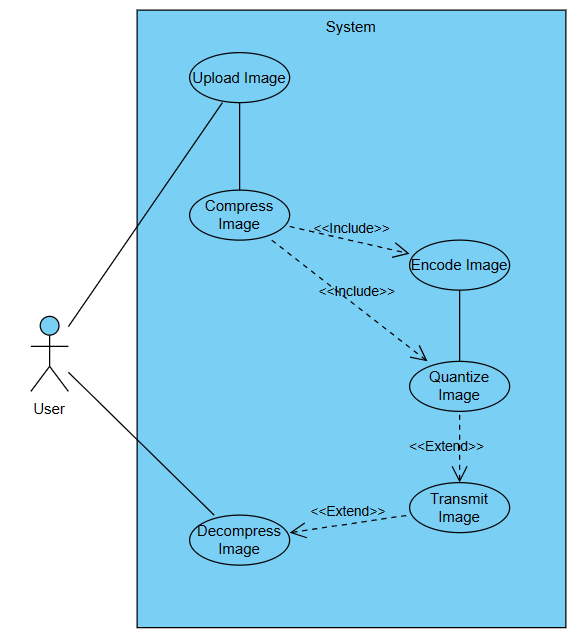 System
Upload Image
Compress
Image
<<Include>>
Encode Image
<<Include>>
User
Quantize
Image
<<Extend>>
Transmit
Image
<<Extend>>
Decompress
Image